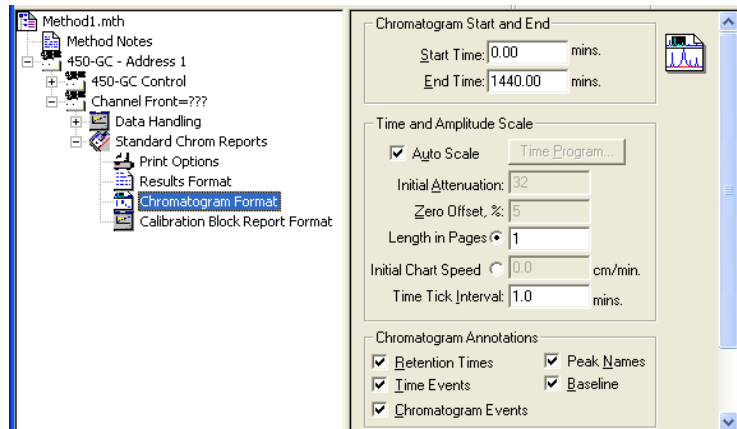 Method1.mth
Method Notes
450-GC - Address 1
450-GC Control
Channel Front=???
Data Handling
Standard Chrom Reports
Print Options
Results Format
Chromatogram Format
Calibration Block Report Format
Chromatogram Start and End
Start Time: 0.00 mins.
End Time: 1440.00 mins.
Time and Amplitude Scale
Auto Scale Time Program...
Initial Attenuation: 32
Zero Offset, %: 5
Length in Pages 1
Initial Chart Speed 0.0 cm/min.
Time Tick Interval: 1.0 mins.
Chromatogram Annotations
Retention Times Peak Names
Time Events Baseline
Chromatogram Events